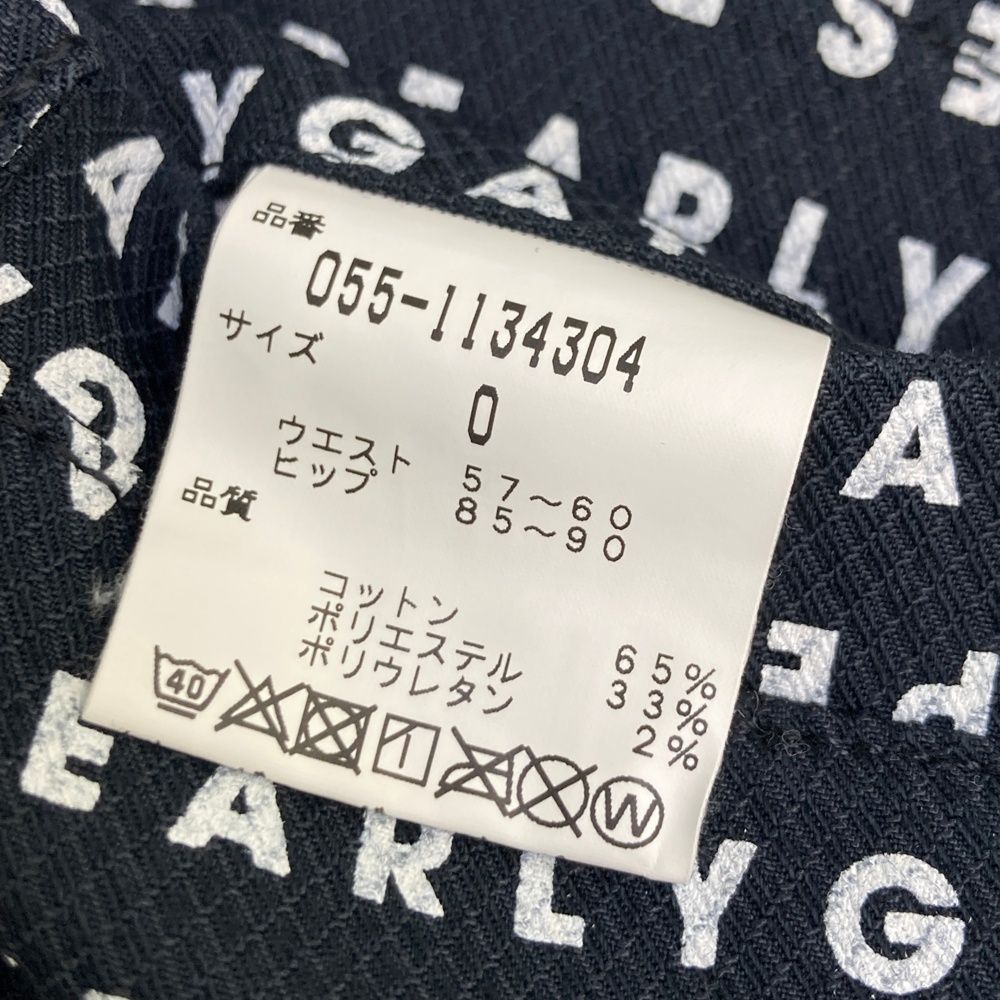 品番
055-1134304
サイズ
0
ウエスト 57～60
ヒップ 85～90
品質
コットン 65%
ポリエステル 33%
ポリウレタン 2%
40
W
EARLY G